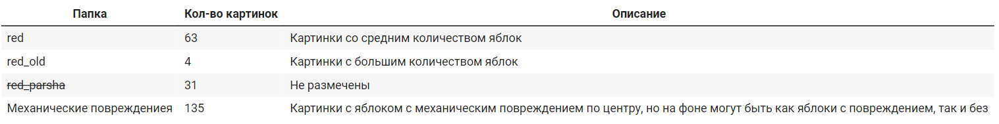 Папка Кол-во картинок Описание
red 63 Картинки со средним количеством яблок
red_old 4 Картинки с большим количеством яблок
red_parsha 31 Не размечены
Механические повреждениея 135 Картинки с яблоком с механическим повреждением по центру, но на фоне могут быть как яблоки с повреждением, так и без